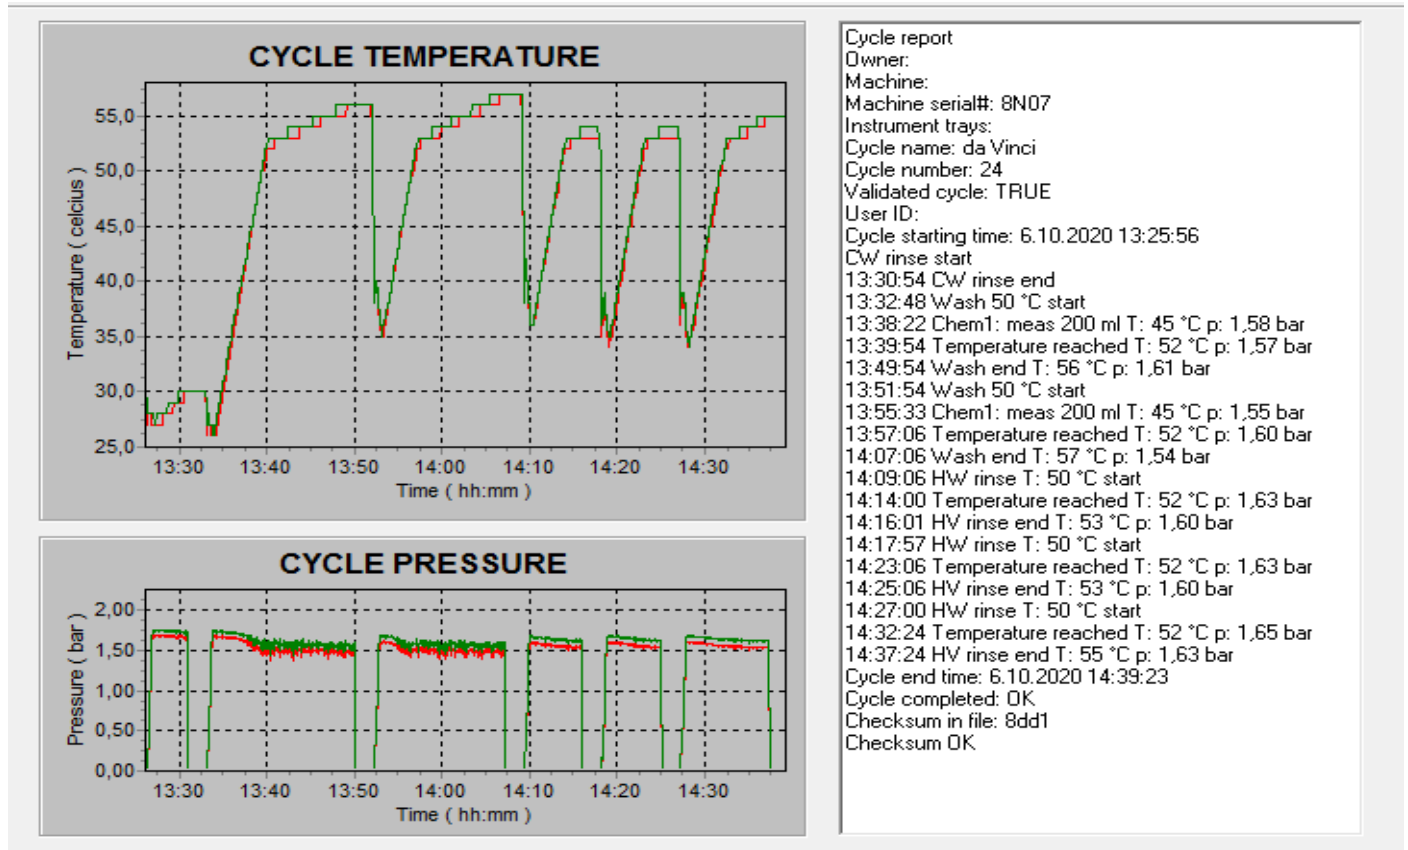 CYCLE TEMPERATURE
Temperature ( celcius )
55,0
50,0
45,0
40,0
35,0
30,0
25,0
13:30 13:40 13:50 14:00 14:10 14:20 14:30
Time ( hh:mm )
CYCLE PRESSURE
Pressure ( bar )
2,00
1,50
1,00
0,50
0,00
13:30 13:40 13:50 14:00 14:10 14:20 14:30
Time ( hh:mm )
Cycle report
Owner:
Machine:
Machine serial#: 8N07
Instrument trays:
Cycle name: da Vinci
Cycle number: 24
Validated cycle: TRUE
User ID:
Cycle starting time: 6.10.2020 13:25:56
CW rinse start
13:30:54 CW rinse end
13:32:48 Wash 50 °C start
13:38:22 Chem1: meas 200 ml T: 45 °C p: 1,58 bar
13:39:54 Temperature reached T: 52 °C p: 1,57 bar
13:49:54 Wash end T: 56 °C p: 1,61 bar
13:51:54 Wash 50 °C start
13:55:33 Chem1: meas 200 ml T: 45 °C p: 1,55 bar
13:57:06 Temperature reached T: 52 °C p: 1,60 bar
14:07:06 Wash end T: 57 °C p: 1,54 bar
14:09:06 HW rinse T: 50 °C start
14:14:00 Temperature reached T: 52 °C p: 1,63 bar
14:16:01 HV rinse end T: 53 °C p: 1,60 bar
14:17:57 HW rinse T: 50 °C start
14:23:06 Temperature reached T: 52 °C p: 1,63 bar
14:25:06 HV rinse end T: 53 °C p: 1,60 bar
14:27:00 HW rinse T: 50 °C start
14:32:24 Temperature reached T: 52 °C p: 1,65 bar
14:37:24 HV rinse end T: 55 °C p: 1,63 bar
Cycle end time: 6.10.2020 14:39:23
Cycle completed: OK
Checksum in file: 8dd1
Checksum OK